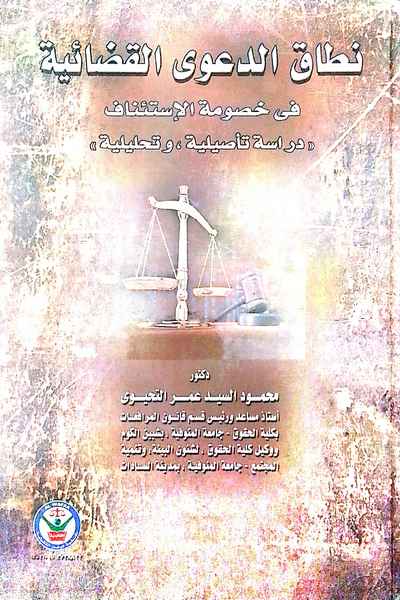 نطاق الدعوى القضائية
فى خصومة الإستئناف
« دراسة تأصيلية ، وتحليلية »
دكتور
محمود السيد عمر التحيوى
أستاذ مساعد ورئيس قسم قانون المرافعات
بكلية الحقوق - جامعة المنوفية ، بشبين الكوم
ووكيل كلية الحقوق ، لشئون البيئة ، وتنمية
المجتمع - جامعة المنوفية ، بمدينة السادات